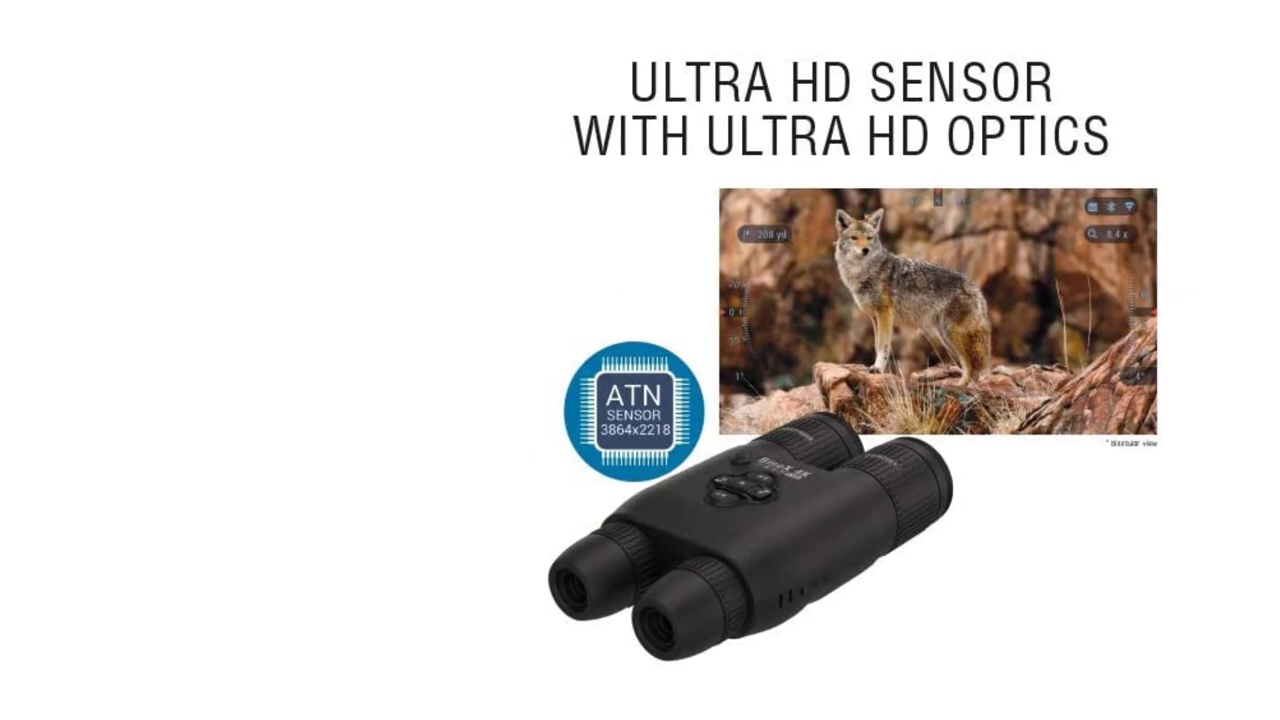 ULTRA HD SENSOR
WITH ULTRA HD OPTICS
208 yd
8.4 x
ATN
SENSOR
3864x2218
* binocular view
BinoX 4K